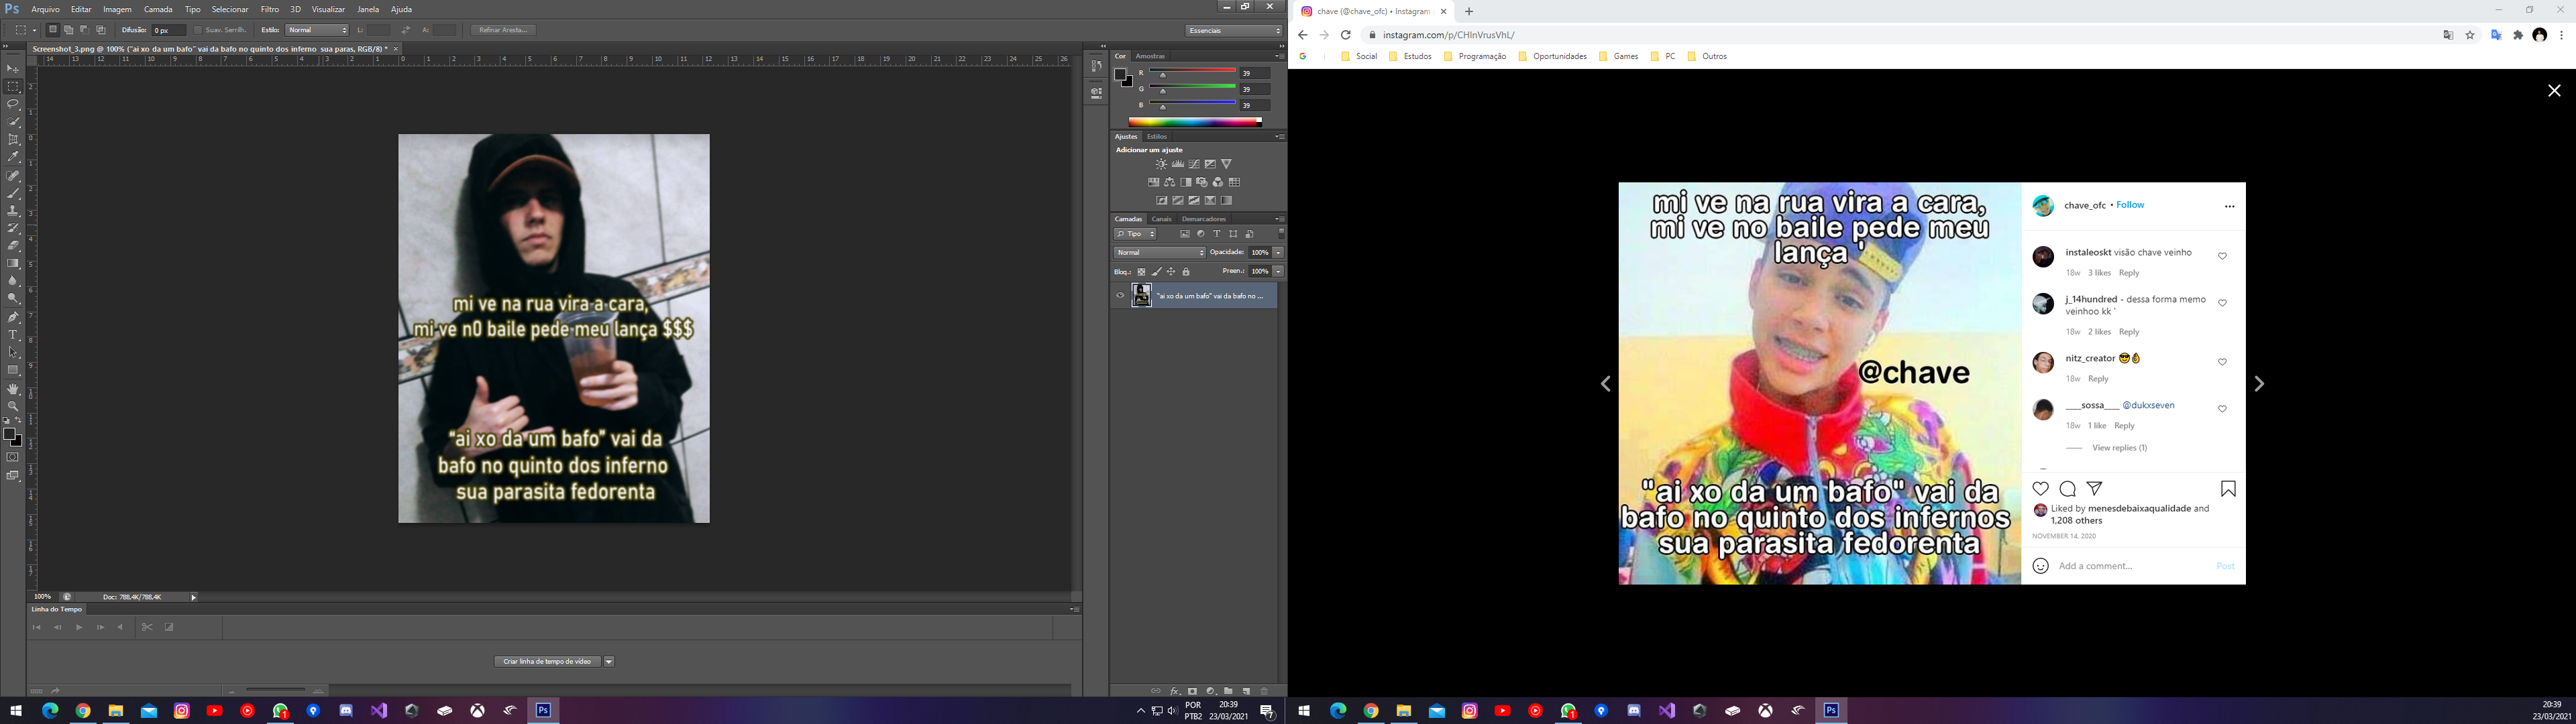 Ps Arquivo Editar Imagem Camada Tipo Selecionar Filtro 3D Visualizar Janela Ajuda
Difusão: 0 px Suav. Serrilh. Estilo: Normal L: A: Refinar Aresta... Essenciais
Screenshot_3.png @ 100% ("ai xo da um bafo" vai da bafo no quinto dos inferno sua paras, RGB/8) *
mi ve na rua vira a cara,
mi ve n0 baile pede meu lança $$$
"ai xo da um bafo" vai da
bafo no quinto dos inferno
sua parasita fedorenta
Cor Amostras
R 39
G 39
B 39
Ajustes Estilos
Adicionar um ajuste
Camadas Canais Demarcadores
Tipo
Normal Opacidade: 100%
Bloq.: Preen.: 100%
"ai xo da um bafo" vai da bafo no ...
100% Doc: 788,4K/788,4K
Linha do Tempo
Criar linha de tempo de vídeo
POR
PTB2
20:39
23/03/2021
chave (@chave_ofc) • Instagram
instagram.com/p/CHlnVrusVhL/
Social Estudos Programação Oportunidades Games PC Outros
mi ve na rua vira a cara,
mi ve no baile pede meu
lança '
@chave
"ai xo da um bafo" vai da
bafo no quinto dos infernos
sua parasita fedorenta
chave_ofc • Follow
instaleoskt visão chave veinho
18w 3 likes Reply
j_14hundred - dessa forma memo
veinhoo kk '
18w 2 likes Reply
nitz_creator 😎👌
18w Reply
____sossa____ @dukxseven
18w 1 like Reply
View replies (1)
Liked by menesdebaixaqualidade and
1,208 others
NOVEMBER 14, 2020
Add a comment... Post
20:39
23/03/2021